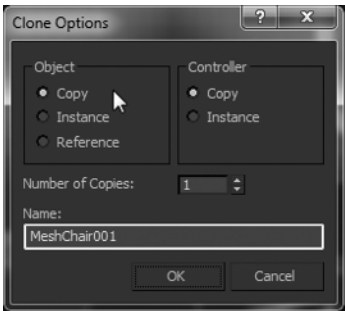 Clone Options
? x
Object
Copy
Instance
Reference
Controller
Copy
Instance
Number of Copies: 1
Name:
MeshChair001
OK Cancel